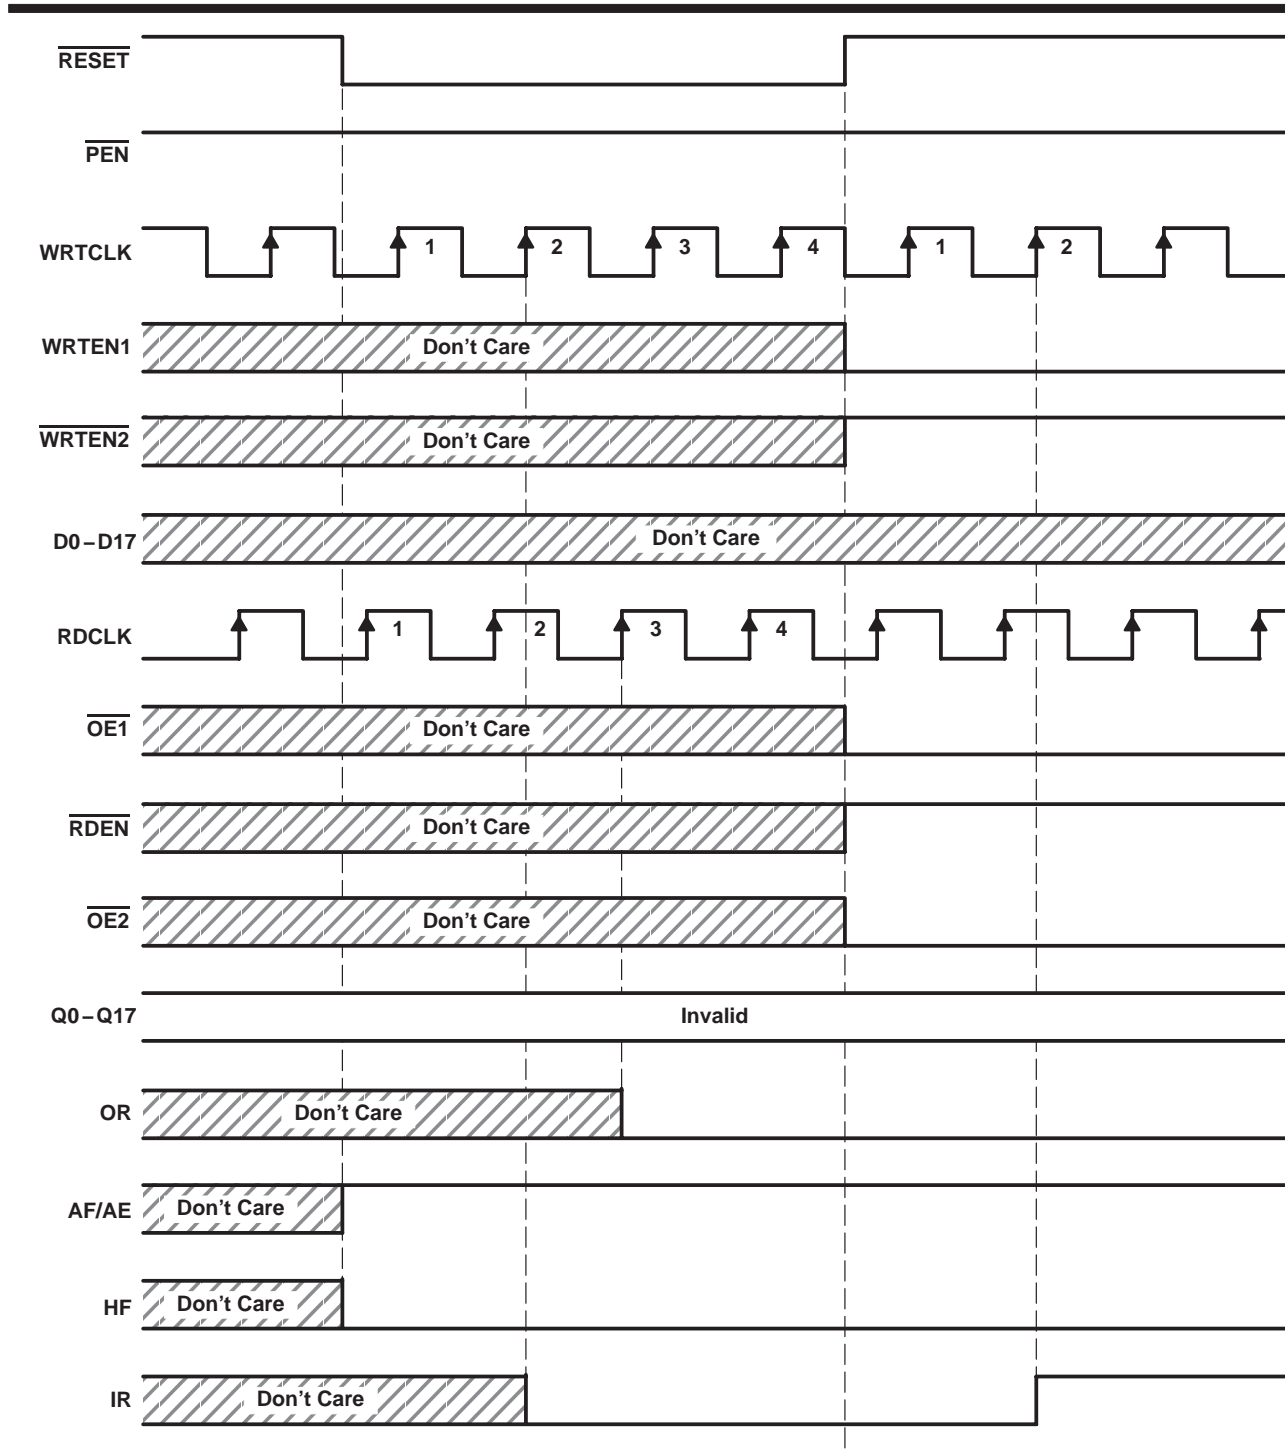 RESET
PEN
WRTCLK 1 2 3 4 1 2
WRTEN1 Don't Care
WRTEN2 Don't Care
D0–D17 Don't Care
RDCLK 1 2 3 4
OE1 Don't Care
RDEN Don't Care
OE2 Don't Care
Q0–Q17 Invalid
OR Don't Care
AF/AE Don't Care
HF Don't Care
IR Don't Care